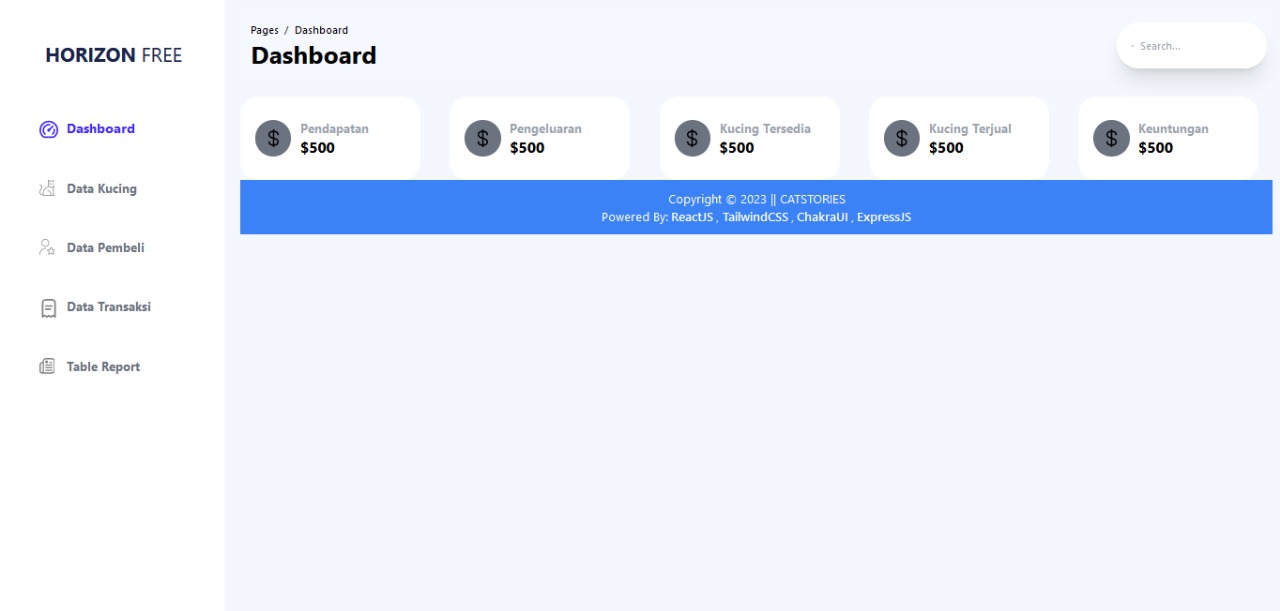 HORIZON FREE
Dashboard
Data Kucing
Data Pembeli
Data Transaksi
Table Report
Pages / Dashboard
Dashboard
Search...
Pendapatan
$500
Pengeluaran
$500
Kucing Tersedia
$500
Kucing Terjual
$500
Keuntungan
$500
Copyright © 2023 || CATSTORIES
Powered By: ReactJS , TailwindCSS , ChakraUI , ExpressJS